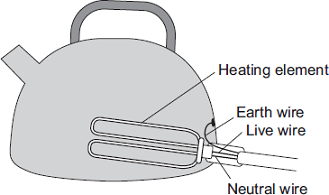 Heating element
Earth wire
Live wire
Neutral wire